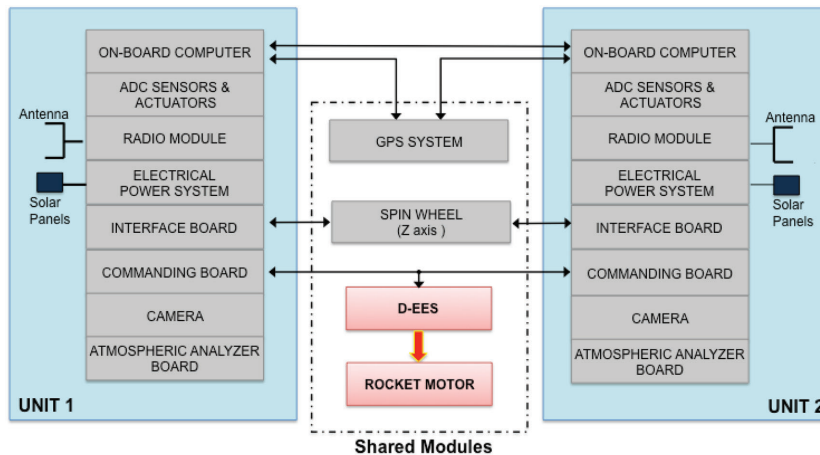 ON-BOARD COMPUTER
ADC SENSORS &
ACTUATORS
Antenna
RADIO MODULE
ELECTRICAL
POWER SYSTEM
Solar
Panels
INTERFACE BOARD
COMMANDING BOARD
CAMERA
ATMOSPHERIC ANALYZER
BOARD
UNIT 1
GPS SYSTEM
SPIN WHEEL
(Z axis )
D-EES
ROCKET MOTOR
Shared Modules
ON-BOARD COMPUTER
ADC SENSORS &
ACTUATORS
Antenna
RADIO MODULE
ELECTRICAL
POWER SYSTEM
Solar
Panels
INTERFACE BOARD
COMMANDING BOARD
CAMERA
ATMOSPHERIC ANALYZER
BOARD
UNIT 2